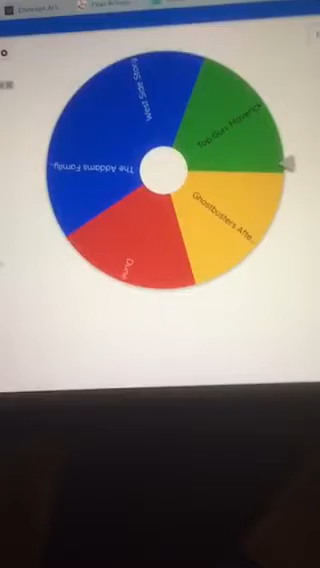 West Side Story
Top Gun: Maverick
The Addams Family..
Ghostbusters Afte..
Dune